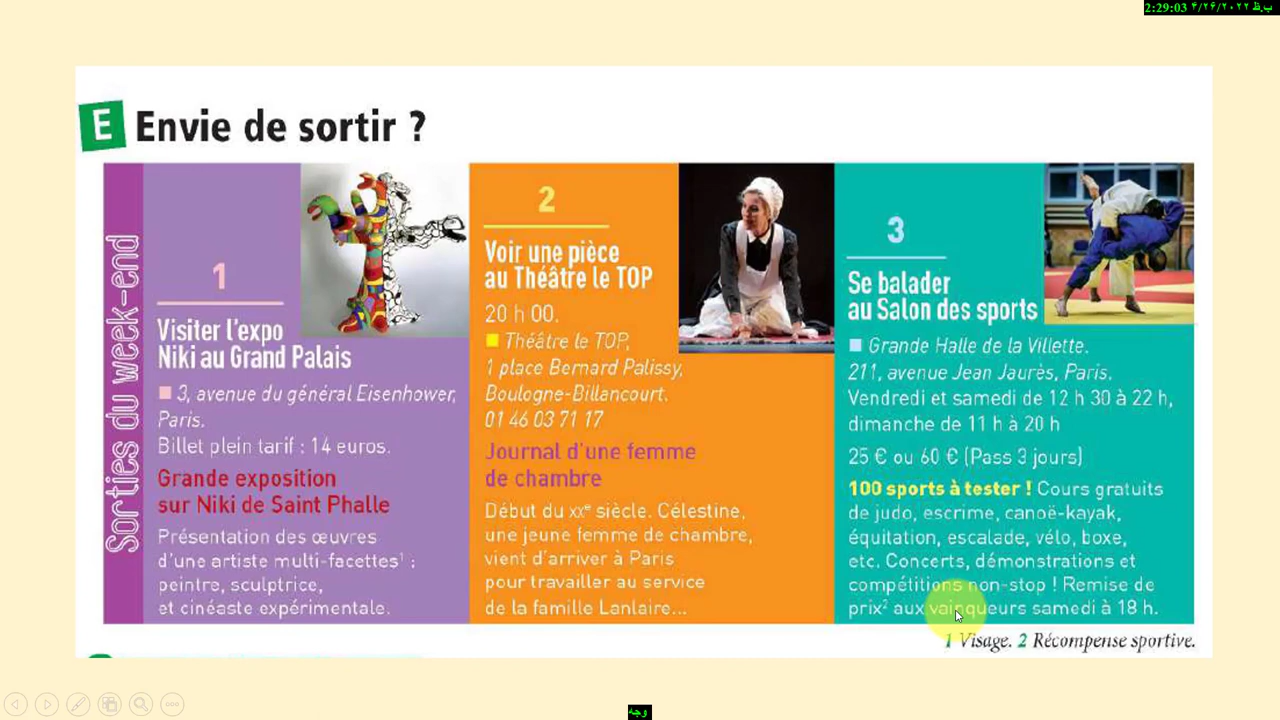 2:29:03 ۴/۲۶/۲۰۲۲ ب.ظ
E Envie de sortir ?
Sorties du week-end
1
Visiter l'expo
Niki au Grand Palais
3, avenue du général Eisenhower,
Paris.
Billet plein tarif : 14 euros.
Grande exposition
sur Niki de Saint Phalle
Présentation des œuvres
d'une artiste multi-facettes¹ :
peintre, sculptrice,
et cinéaste expérimentale.
2
Voir une pièce
au Théâtre le TOP
20 h 00.
Théâtre le TOP,
1 place Bernard Palissy,
Boulogne-Billancourt.
01 46 03 71 17
Journal d'une femme
de chambre
Début du XXᵉ siècle. Célestine,
une jeune femme de chambre,
vient d'arriver à Paris
pour travailler au service
de la famille Lanlaire...
3
Se balader
au Salon des sports
Grande Halle de la Villette.
211, avenue Jean Jaurès, Paris.
Vendredi et samedi de 12 h 30 à 22 h,
dimanche de 11 h à 20 h
25 € ou 60 € (Pass 3 jours)
100 sports à tester ! Cours gratuits
de judo, escrime, canoë-kayak,
équitation, escalade, vélo, boxe,
etc. Concerts, démonstrations et
compétitions non-stop ! Remise de
prix² aux vainqueurs samedi à 18 h.
1 Visage. 2 Récompense sportive.
وجه